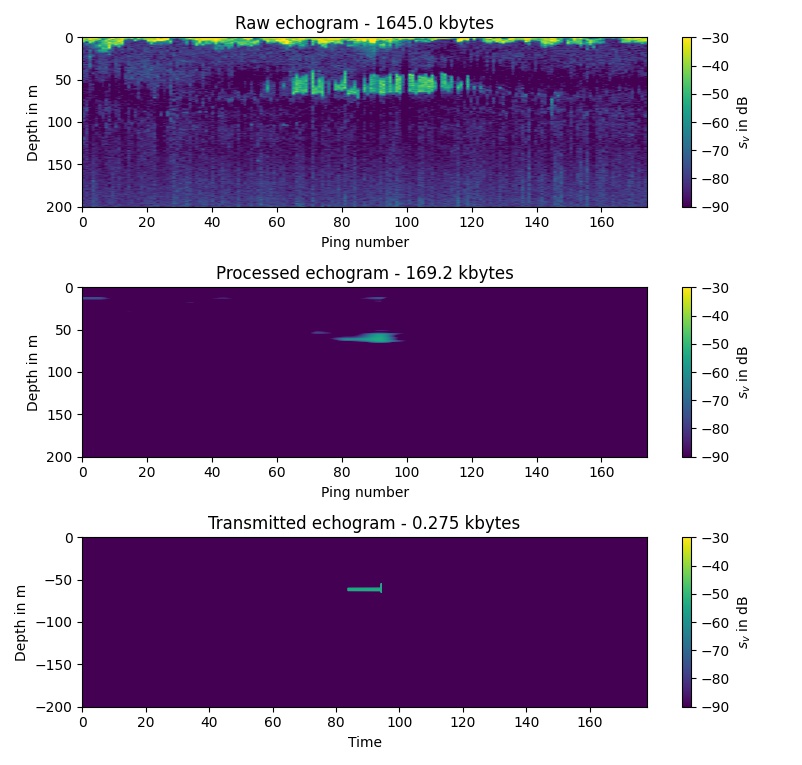 Raw echogram - 1645.0 kbytes
0
50
100
150
200
Depth in m
0 20 40 60 80 100 120 140 160
Ping number
−30
−40
−50
−60
−70
−80
−90
sv in dB
Processed echogram - 169.2 kbytes
0
50
100
150
200
Depth in m
0 20 40 60 80 100 120 140 160
Ping number
−30
−40
−50
−60
−70
−80
−90
sv in dB
Transmitted echogram - 0.275 kbytes
0
−50
−100
−150
−200
Depth in m
0 20 40 60 80 100 120 140 160
Time
−30
−40
−50
−60
−70
−80
−90
sv in dB